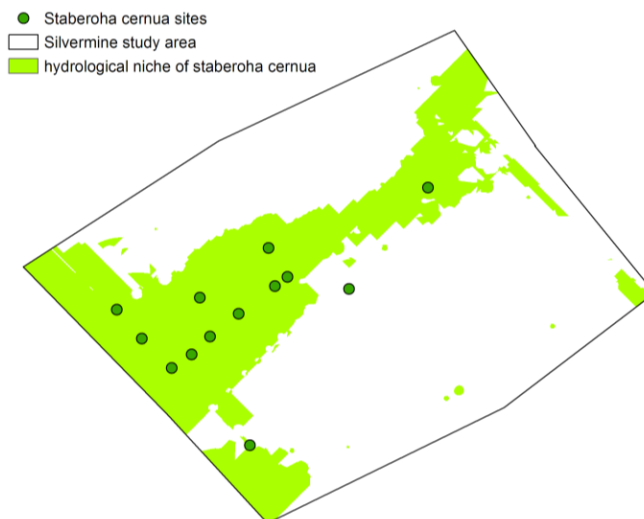 Staberoha cernua sites
Silvermine study area
hydrological niche of staberoha cernua